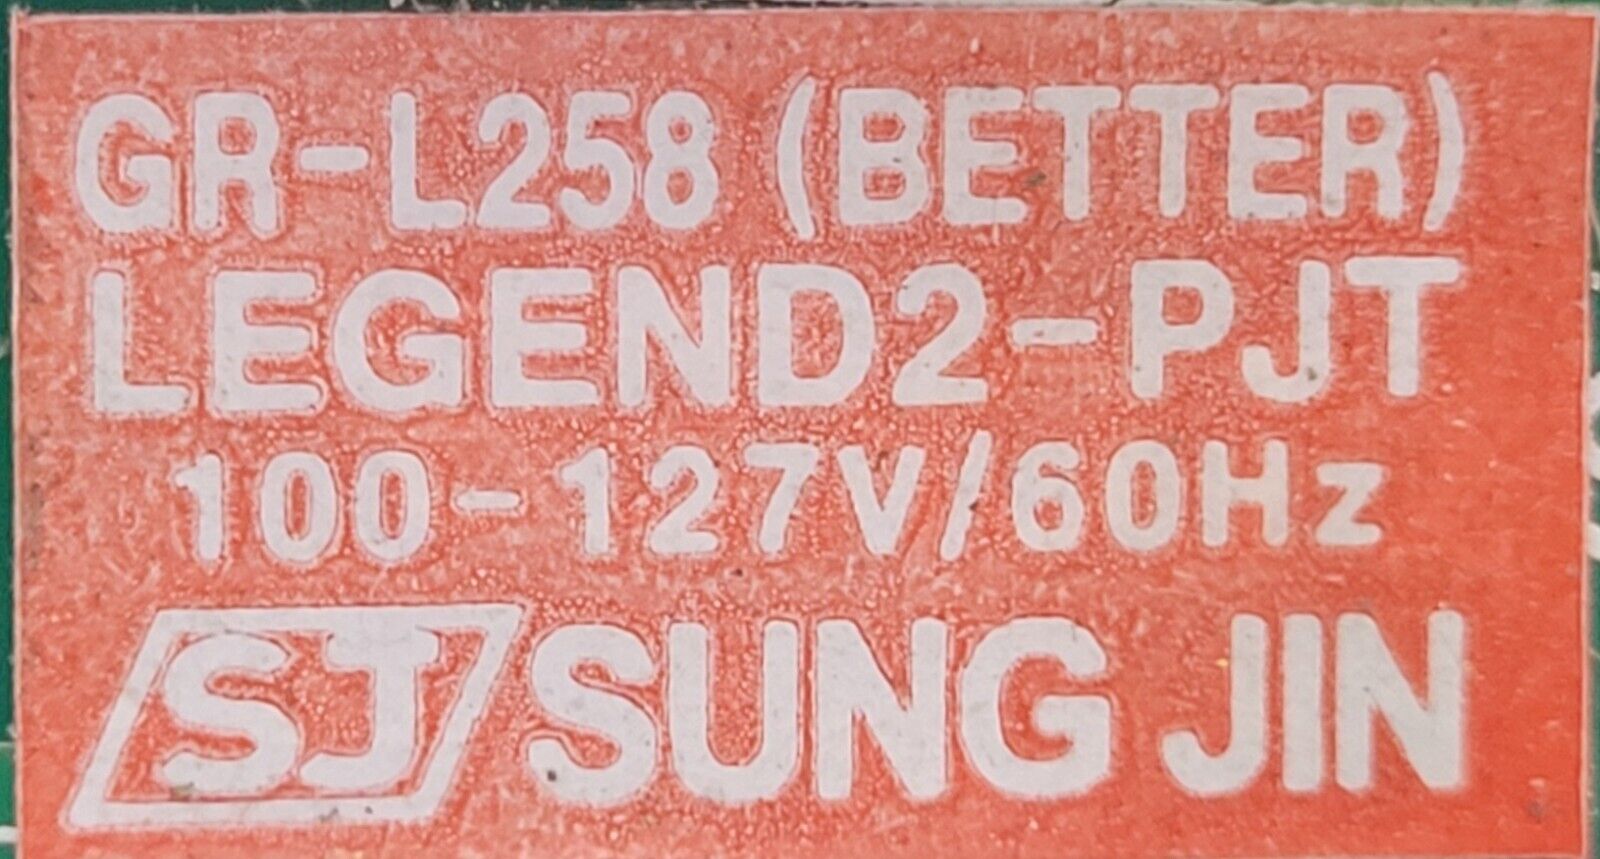 GR-L258 (BETTER)
LEGEND2-PJT
100-127V/60Hz
SJ SUNG JIN